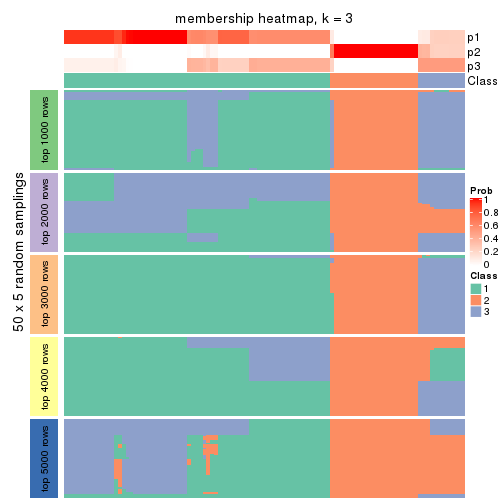 membership heatmap, k = 3
p1
p2
p3
Class
50 x 5 random samplings
top 1000 rows
top 2000 rows
top 3000 rows
top 4000 rows
top 5000 rows
Prob
1
0.8
0.6
0.4
0.2
0
Class
1
2
3